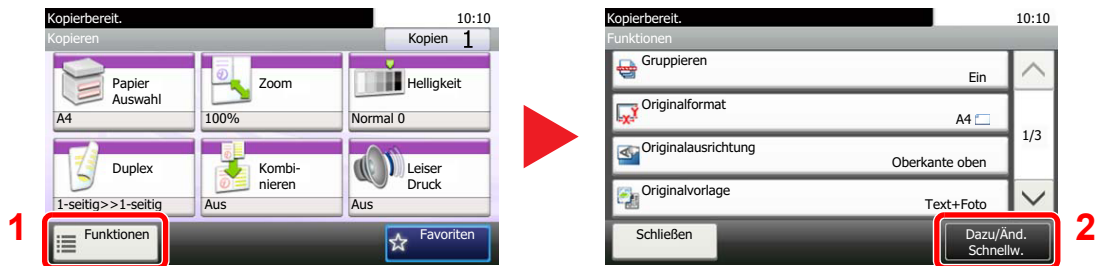 Kopierbereit. 10:10
Kopieren Kopien 1
Papier
Auswahl
A4
Zoom
100%
Helligkeit
Normal 0
Duplex
1-seitig>>1-seitig
Kombi-
nieren
Aus
Leiser
Druck
Aus
1
Funktionen
Favoriten
Kopierbereit. 10:10
Funktionen
Gruppieren
Ein
Originalformat
A4
1/3
Originalausrichtung
Oberkante oben
Originalvorlage
Text+Foto
Schließen
Dazu/Änd.
Schnellw.
2